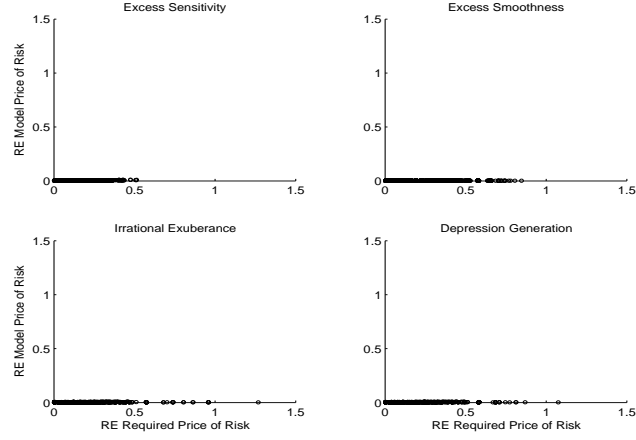 Excess Sensitivity
Excess Smoothness
1.5
1
0.5
0
RE Model Price of Risk
0 0.5 1 1.5
1.5
1
0.5
0
0 0.5 1 1.5
Irrational Exuberance
Depression Generation
1.5
1
0.5
0
RE Model Price of Risk
0 0.5 1 1.5
RE Required Price of Risk
1.5
1
0.5
0
0 0.5 1 1.5
RE Required Price of Risk